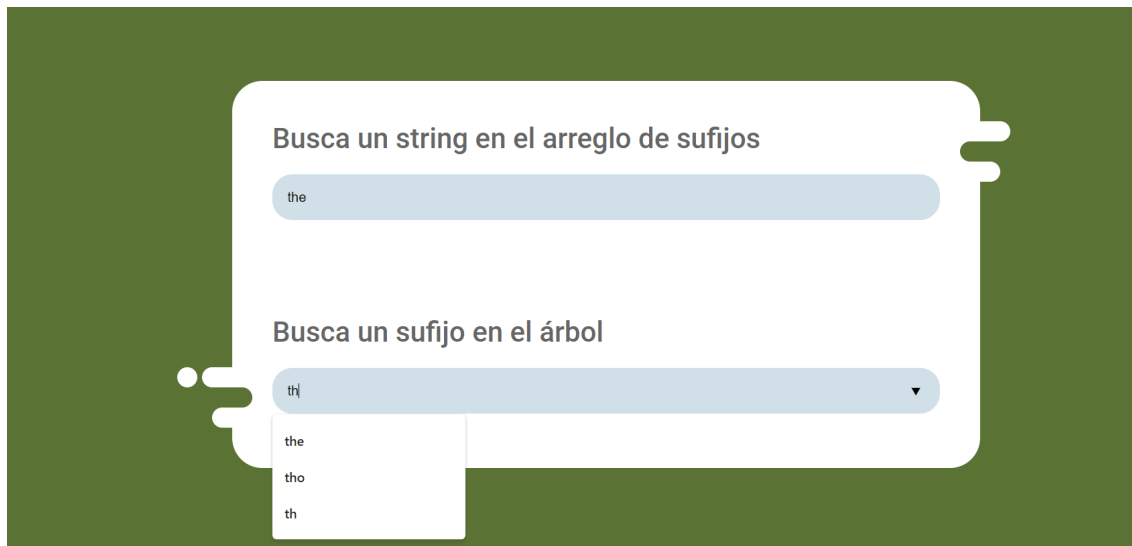 Busca un string en el arreglo de sufijos
the
Busca un sufijo en el árbol
th
the
tho
th